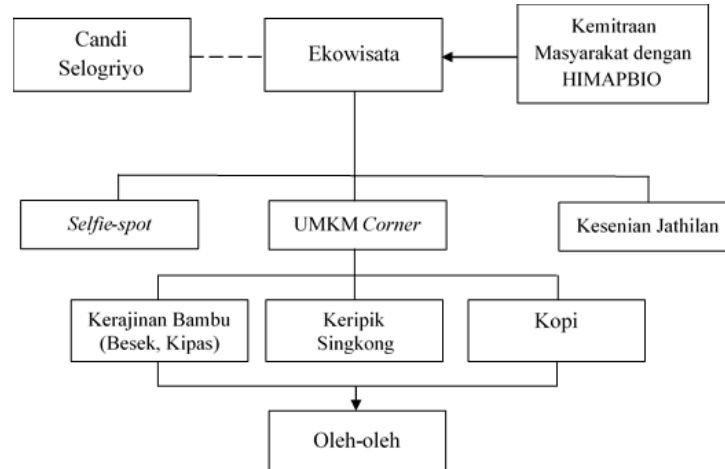 Candi
Selogriyo
Ekowisata
Kemitraan
Masyarakat dengan
HIMAPBIO
Selfie-spot
UMKM Corner
Kesenian Jathilan
Kerajinan Bambu
(Besek, Kipas)
Keripik
Singkong
Kopi
Oleh-oleh